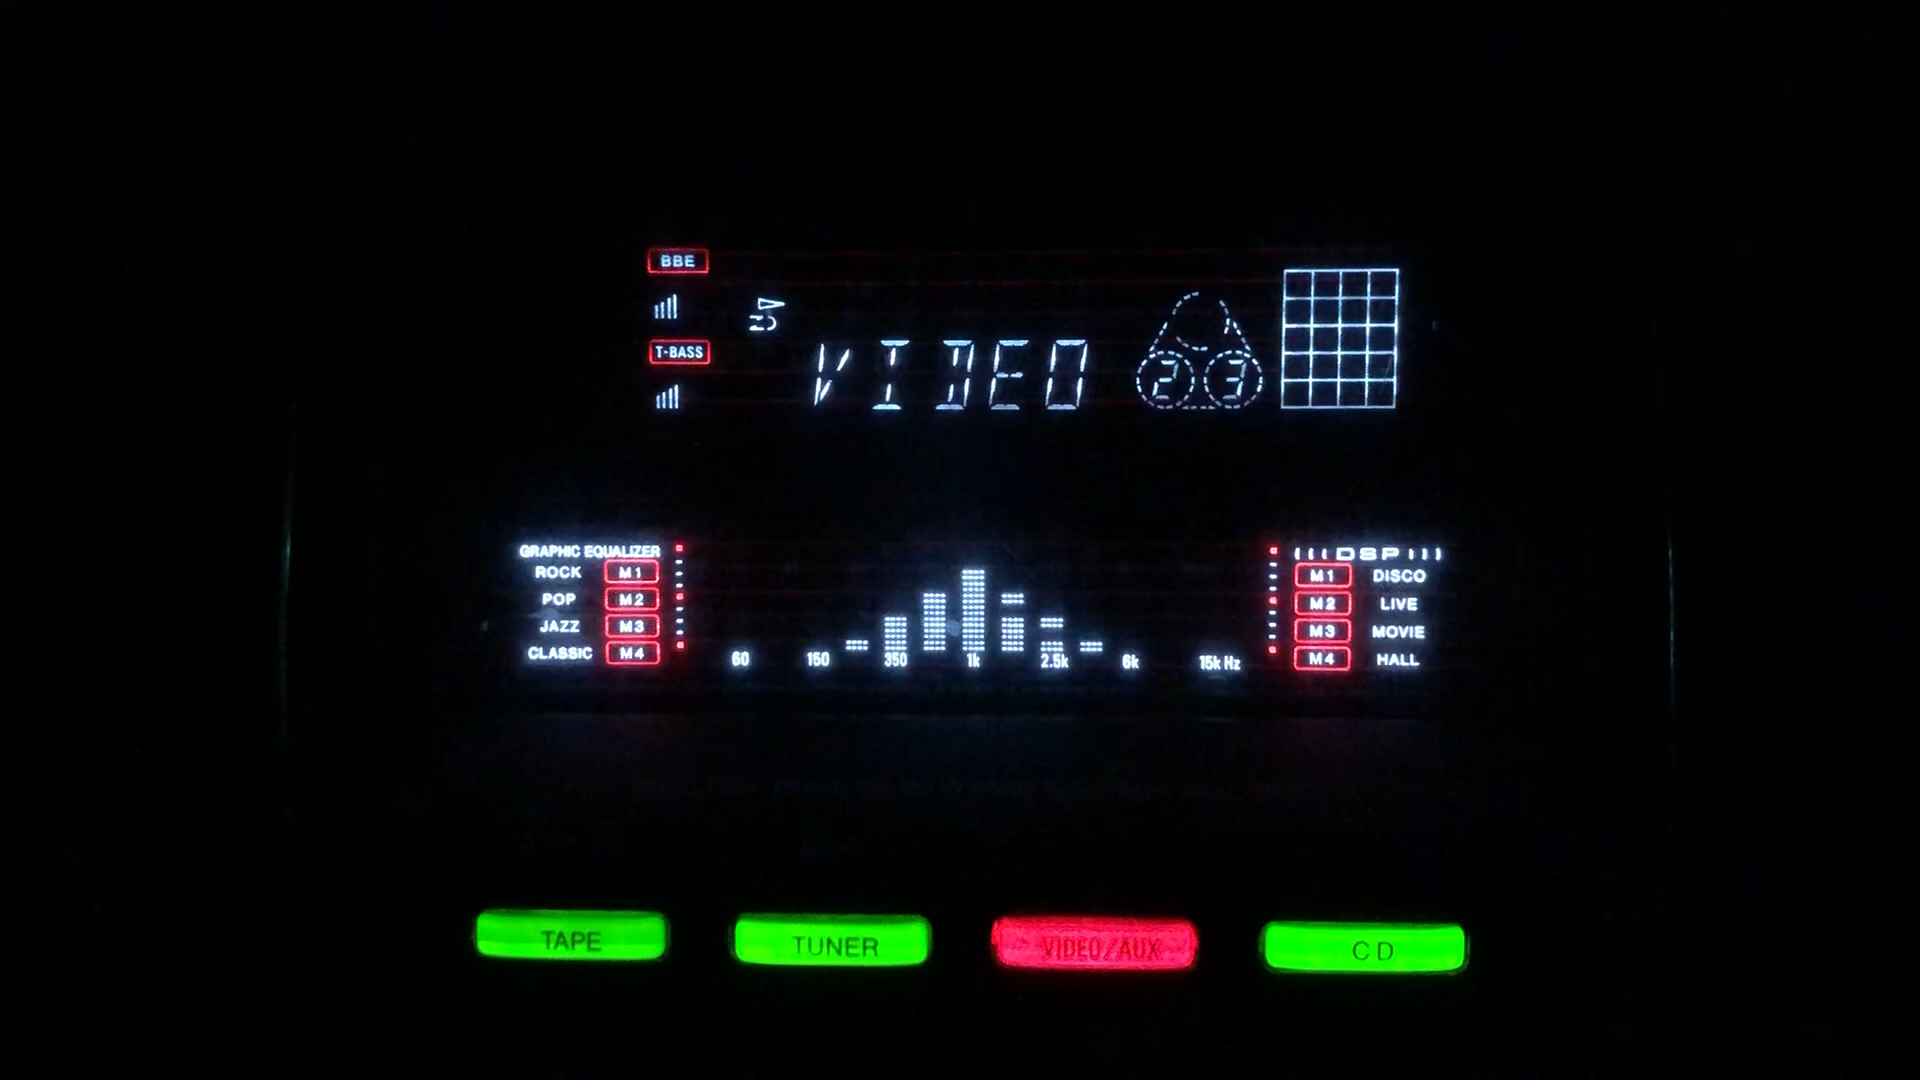 BBE
T-BASS
VIDEO
2 3
GRAPHIC EQUALIZER
ROCK M1
POP M2
JAZZ M3
CLASSIC M4
60 150 350 1k 2.5k 6k 15k Hz
DSP
M1 DISCO
M2 LIVE
M3 MOVIE
M4 HALL
TAPE TUNER VIDEO/AUX CD